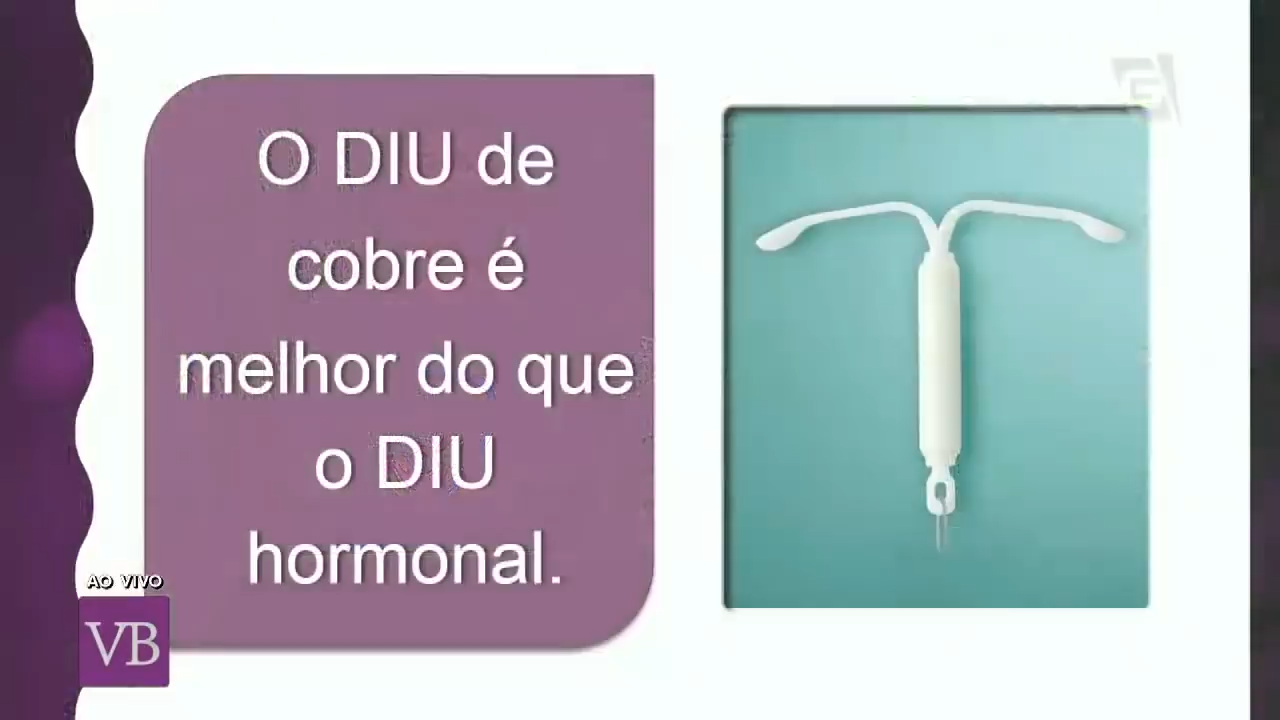 O DIU de
cobre é
melhor do que
o DIU
hormonal.
AO VIVO
VB